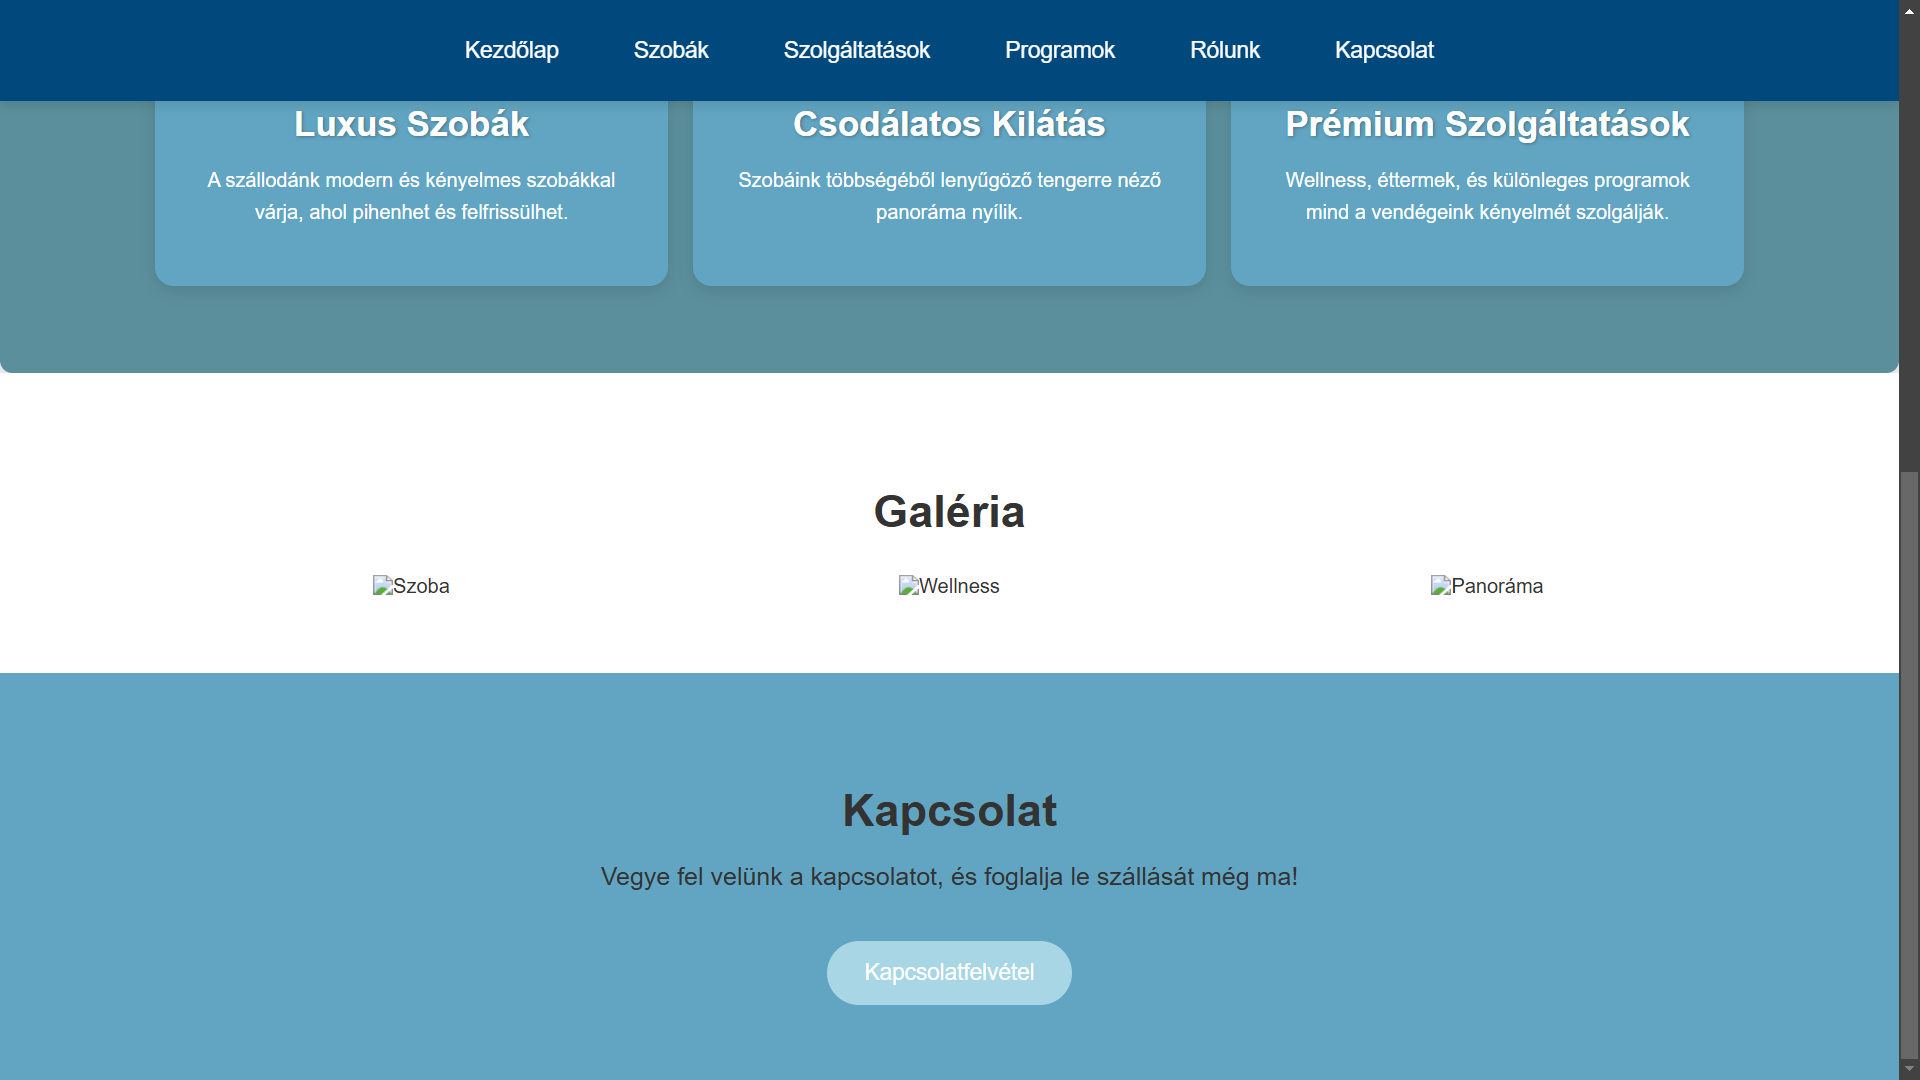 Kezdőlap
Szobák
Szolgáltatások
Programok
Rólunk
Kapcsolat
Luxus Szobák
A szállodánk modern és kényelmes szobákkal
várja, ahol pihenhet és felfrissülhet.
Csodálatos Kilátás
Szobáink többségéből lenyűgöző tengerre néző
panoráma nyílik.
Prémium Szolgáltatások
Wellness, éttermek, és különleges programok
mind a vendégeink kényelmét szolgálják.
Galéria
Szoba
Wellness
Panoráma
Kapcsolat
Vegye fel velünk a kapcsolatot, és foglalja le szállását még ma!
Kapcsolatfelvétel